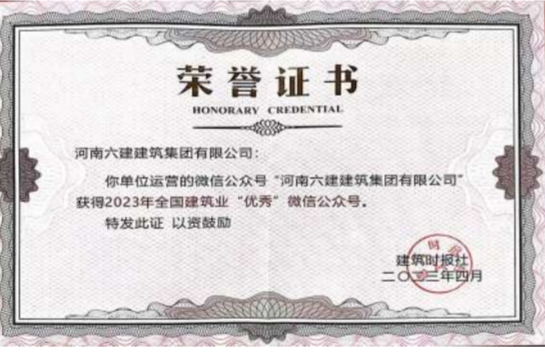 荣誉证书
HONORARY CREDENTIAL
河南六建建筑集团有限公司：
你单位运营的微信公众号“河南六建建筑集团有限公司”
获得2023年全国建筑业“优秀”微信公众号。
特发此证 以资鼓励
建筑时报社
二〇二三年四月